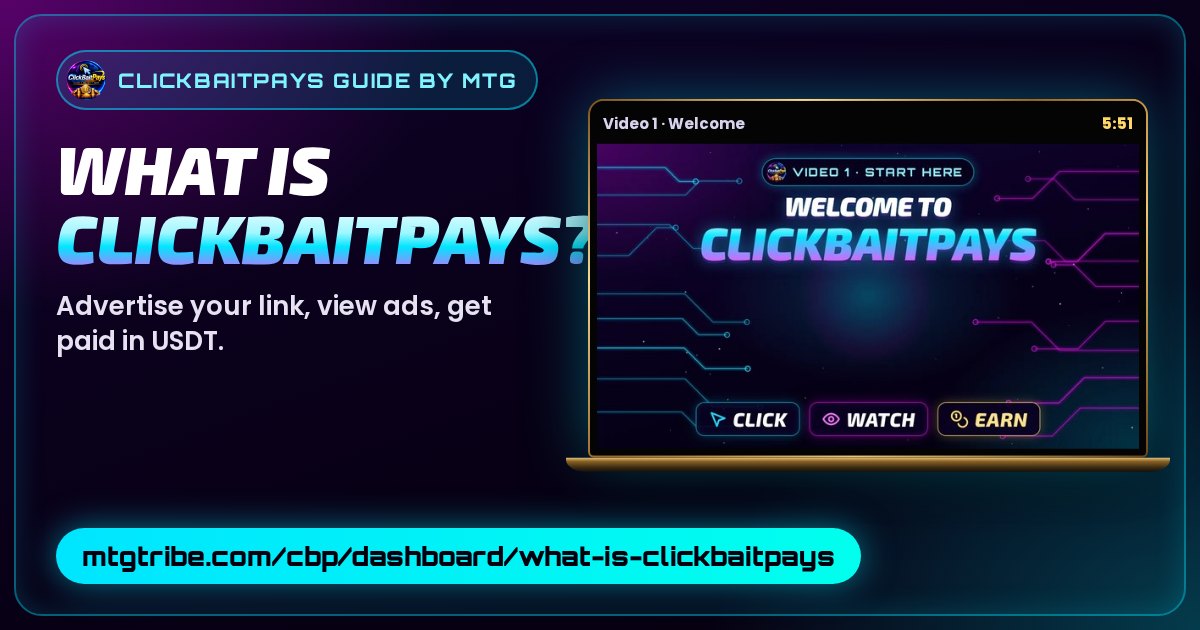 CLICKBAITPAYS GUIDE BY MTG
WHAT IS
CLICKBAITPAYS?
Advertise your link, view ads, get
paid in USDT.
Video 1 · Welcome
5:51
VIDEO 1 · START HERE
WELCOME TO
CLICKBAITPAYS
CLICK
WATCH
EARN
mtgtribe.com/cbp/dashboard/what-is-clickbaitpays